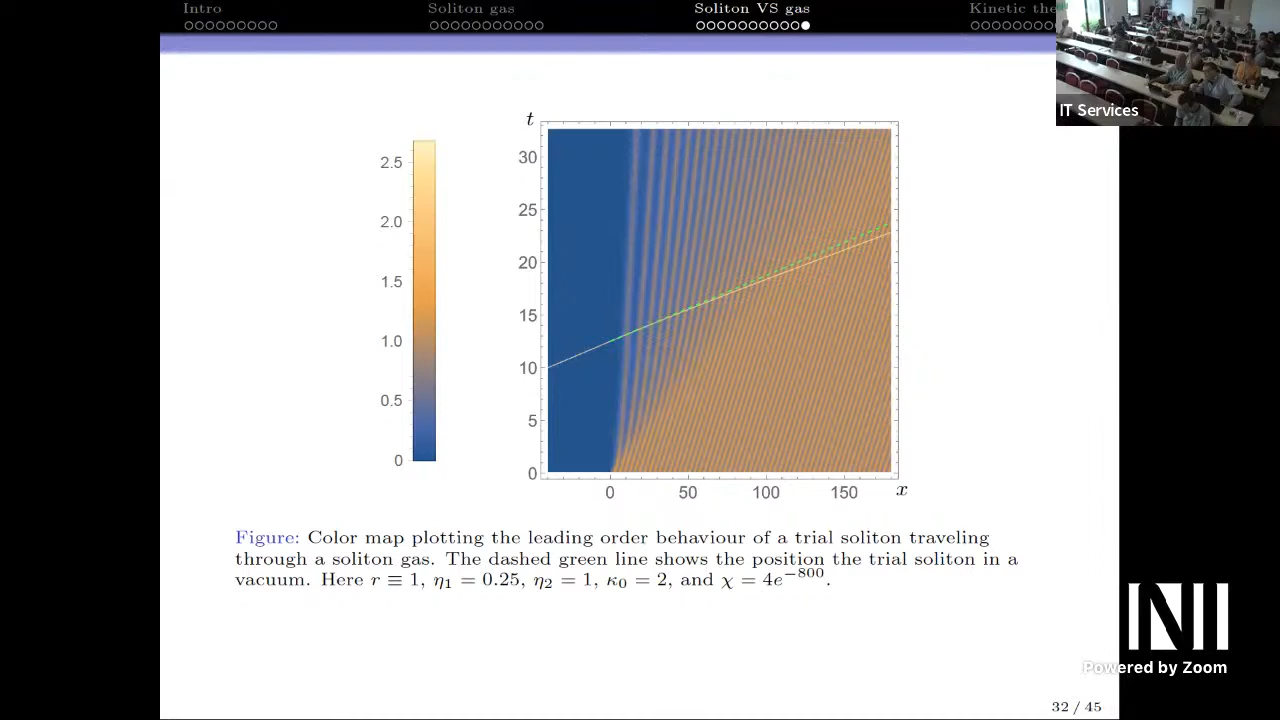 Intro
Soliton gas
Soliton VS gas
Kinetic the
IT Services
t
30
25
20
15
10
5
0
2.5
2.0
1.5
1.0
0.5
0
0 50 100 150 x
Figure: Color map plotting the leading order behaviour of a trial soliton traveling
through a soliton gas. The dashed green line shows the position the trial soliton in a
vacuum. Here r ≡ 1, η₁ = 0.25, η₂ = 1, κ₀ = 2, and χ = 4e⁻⁸⁰⁰.
Powered by Zoom
32 / 45